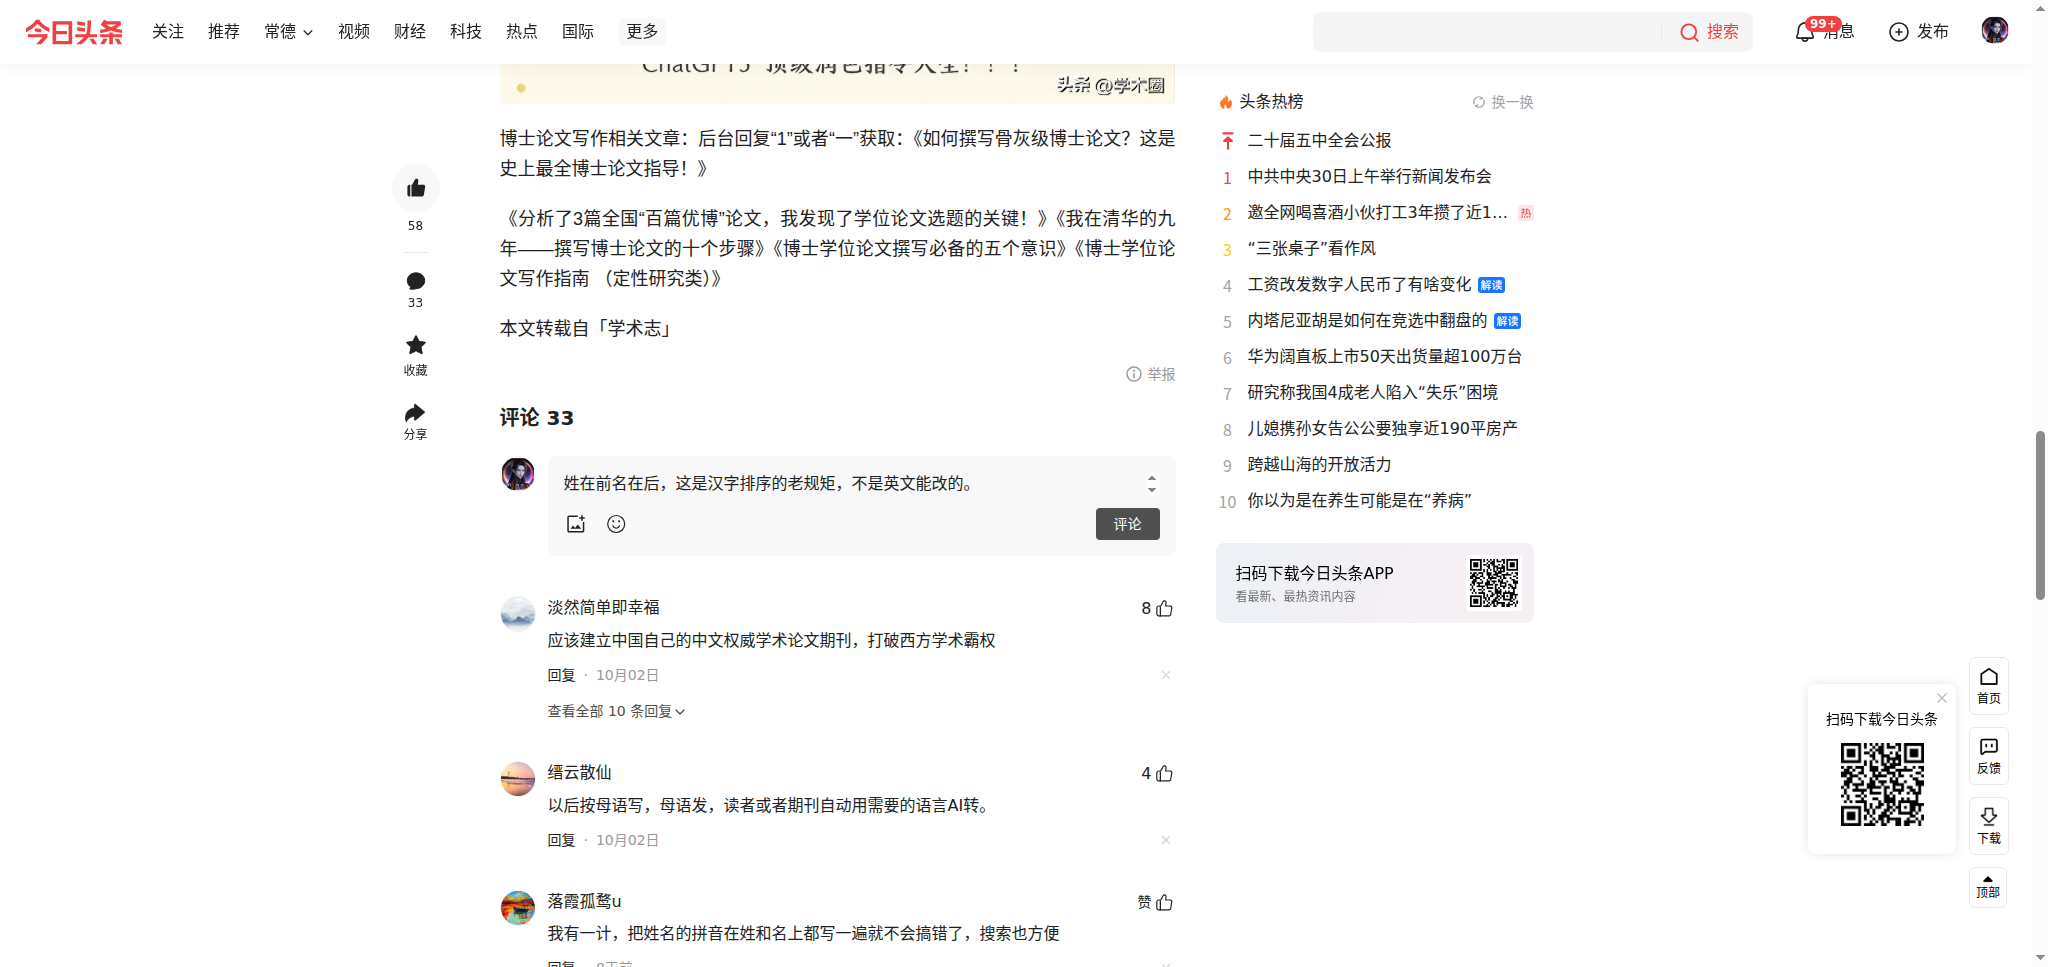 今日头条
关注 推荐 常德 视频 财经 科技 热点 国际 更多
搜索
99+
消息
发布
ChatGPT5 顶级润色指令大全！！！
头条 @学术圈
博士论文写作相关文章：后台回复“1”或者“一”获取：《如何撰写骨灰级博士论文？这是
史上最全博士论文指导！》
《分析了3篇全国“百篇优博”论文，我发现了学位论文选题的关键！》《我在清华的九
年——撰写博士论文的十个步骤》《博士学位论文撰写必备的五个意识》《博士学位论
文写作指南 （定性研究类）》
本文转载自「学术志」
举报
58
33
收藏
分享
评论 33
姓在前名在后，这是汉字排序的老规矩，不是英文能改的。
评论
淡然简单即幸福
8
应该建立中国自己的中文权威学术论文期刊，打破西方学术霸权
回复 · 10月02日
查看全部 10 条回复
缙云散仙
4
以后按母语写，母语发，读者或者期刊自动用需要的语言AI转。
回复 · 10月02日
落霞孤鹜u
赞
我有一计，把姓名的拼音在姓和名上都写一遍就不会搞错了，搜索也方便
回复 · 8天前
头条热榜
换一换
二十届五中全会公报
1 中共中央30日上午举行新闻发布会
2 邀全网喝喜酒小伙打工3年攒了近1... 热
3 “三张桌子”看作风
4 工资改发数字人民币了有啥变化 解读
5 内塔尼亚胡是如何在竞选中翻盘的 解读
6 华为阔直板上市50天出货量超100万台
7 研究称我国4成老人陷入“失乐”困境
8 儿媳携孙女告公公要独享近190平房产
9 跨越山海的开放活力
10 你以为是在养生可能是在“养病”
扫码下载今日头条APP
看最新、最热资讯内容
扫码下载今日头条
首页
反馈
下载
顶部